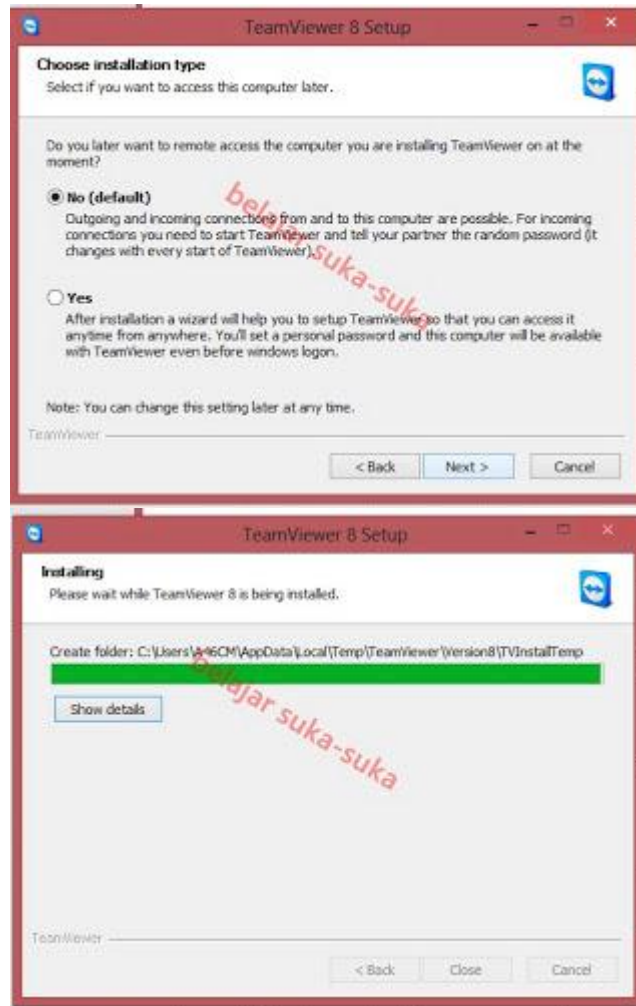 TeamViewer 8 Setup
Choose installation type
Select if you want to access this computer later.
Do you later want to remote access the computer you are installing TeamViewer on at the
moment?
No (default)
Outgoing and incoming connections from and to this computer are possible. For incoming
connections you need to start TeamViewer and tell your partner the random password (it
changes with every start of TeamViewer).
Yes
After installation a wizard will help you to setup TeamViewer so that you can access it
anytime from anywhere. You'll set a personal password and this computer will be available
with TeamViewer even before windows logon.
Note: You can change this setting later at any time.
TeamViewer
< Back Next > Cancel
belajar suka-suka
TeamViewer 8 Setup
Installing
Please wait while TeamViewer 8 is being installed.
Create folder: C:\Users\A46CM\AppData\Local\Temp\TeamViewer\Version8\TVInstallTemp
Show details
belajar suka-suka
TeamViewer
< Back Close Cancel